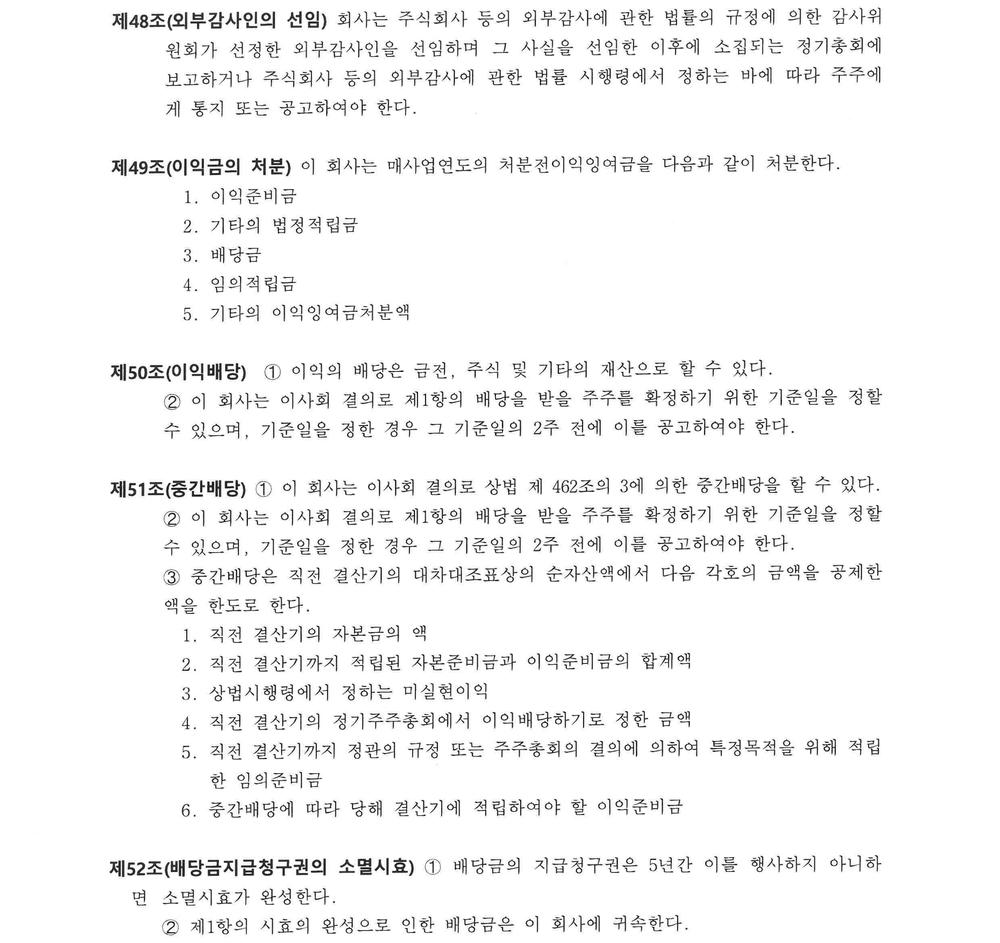 제48조(외부감사인의 선임) 회사는 주식회사 등의 외부감사에 관한 법률의 규정에 의한 감사위
원회가 선정한 외부감사인을 선임하며 그 사실을 선임한 이후에 소집되는 정기총회에
보고하거나 주식회사 등의 외부감사에 관한 법률 시행령에서 정하는 바에 따라 주주에
게 통지 또는 공고하여야 한다.
제49조(이익금의 처분) 이 회사는 매사업연도의 처분전이익잉여금을 다음과 같이 처분한다.
1. 이익준비금
2. 기타의 법정적립금
3. 배당금
4. 임의적립금
5. 기타의 이익잉여금처분액
제50조(이익배당) ① 이익의 배당은 금전, 주식 및 기타의 재산으로 할 수 있다.
② 이 회사는 이사회 결의로 제1항의 배당을 받을 주주를 확정하기 위한 기준일을 정할
수 있으며, 기준일을 정한 경우 그 기준일의 2주 전에 이를 공고하여야 한다.
제51조(중간배당) ① 이 회사는 이사회 결의로 상법 제 462조의 3에 의한 중간배당을 할 수 있다.
② 이 회사는 이사회 결의로 제1항의 배당을 받을 주주를 확정하기 위한 기준일을 정할
수 있으며, 기준일을 정한 경우 그 기준일의 2주 전에 이를 공고하여야 한다.
③ 중간배당은 직전 결산기의 대차대조표상의 순자산액에서 다음 각호의 금액을 공제한
액을 한도로 한다.
1. 직전 결산기의 자본금의 액
2. 직전 결산기까지 적립된 자본준비금과 이익준비금의 합계액
3. 상법시행령에서 정하는 미실현이익
4. 직전 결산기의 정기주주총회에서 이익배당하기로 정한 금액
5. 직전 결산기까지 정관의 규정 또는 주주총회의 결의에 의하여 특정목적을 위해 적립
한 임의준비금
6. 중간배당에 따라 당해 결산기에 적립하여야 할 이익준비금
제52조(배당금지급청구권의 소멸시효) ① 배당금의 지급청구권은 5년간 이를 행사하지 아니하
면 소멸시효가 완성한다.
② 제1항의 시효의 완성으로 인한 배당금은 이 회사에 귀속한다.